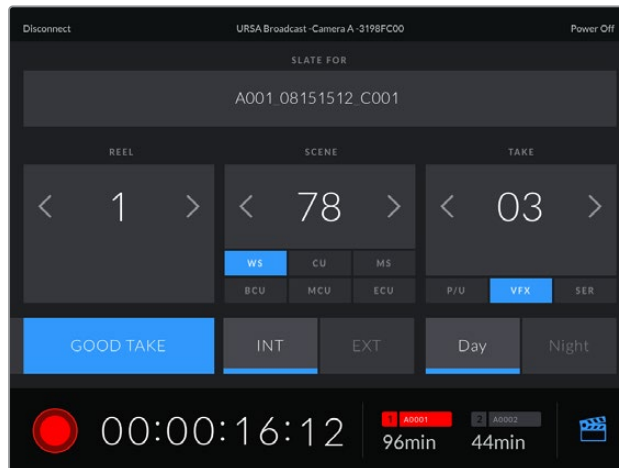 Disconnect URSA Broadcast -Camera A -3198FC00 Power Off
SLATE FOR
A001_08151512_C001
REEL SCENE TAKE
< 1 > < 78 > < 03 >
WS CU MS
BCU MCU ECU P/U VFX SER
GOOD TAKE INT EXT Day Night
1 A0001 2 A0002
00:00:16:12 96min 44min